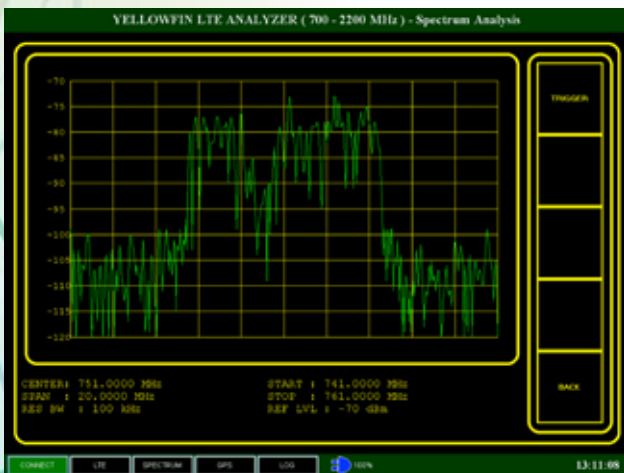 YELLOWFIN LTE ANALYZER ( 700 - 2200 MHz ) - Spectrum Analysis
TRIGGER
-70
-75
-80
-85
-90
-95
-100
-105
-110
-115
-120
CENTER: 751.0000 MHz
SPAN : 20.0000 MHz
RES BW : 100 kHz
START : 741.0000 MHz
STOP : 761.0000 MHz
REF LVL : -70 dBm
BACK
CONNECT LTE SPECTRUM GPS LOG 100% 13:11:08